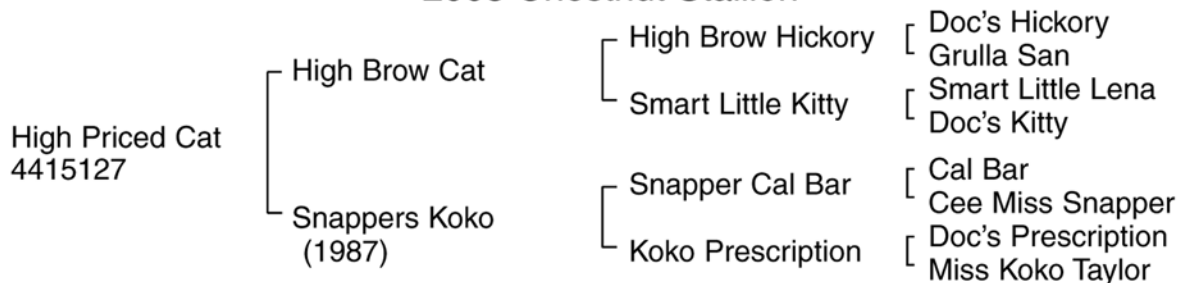 Chestnut Stallion
High Priced Cat
4415127
High Brow Cat
Snappers Koko
(1987)
High Brow Hickory
Smart Little Kitty
Snapper Cal Bar
Koko Prescription
Doc's Hickory
Grulla San
Smart Little Lena
Doc's Kitty
Cal Bar
Cee Miss Snapper
Doc's Prescription
Miss Koko Taylor